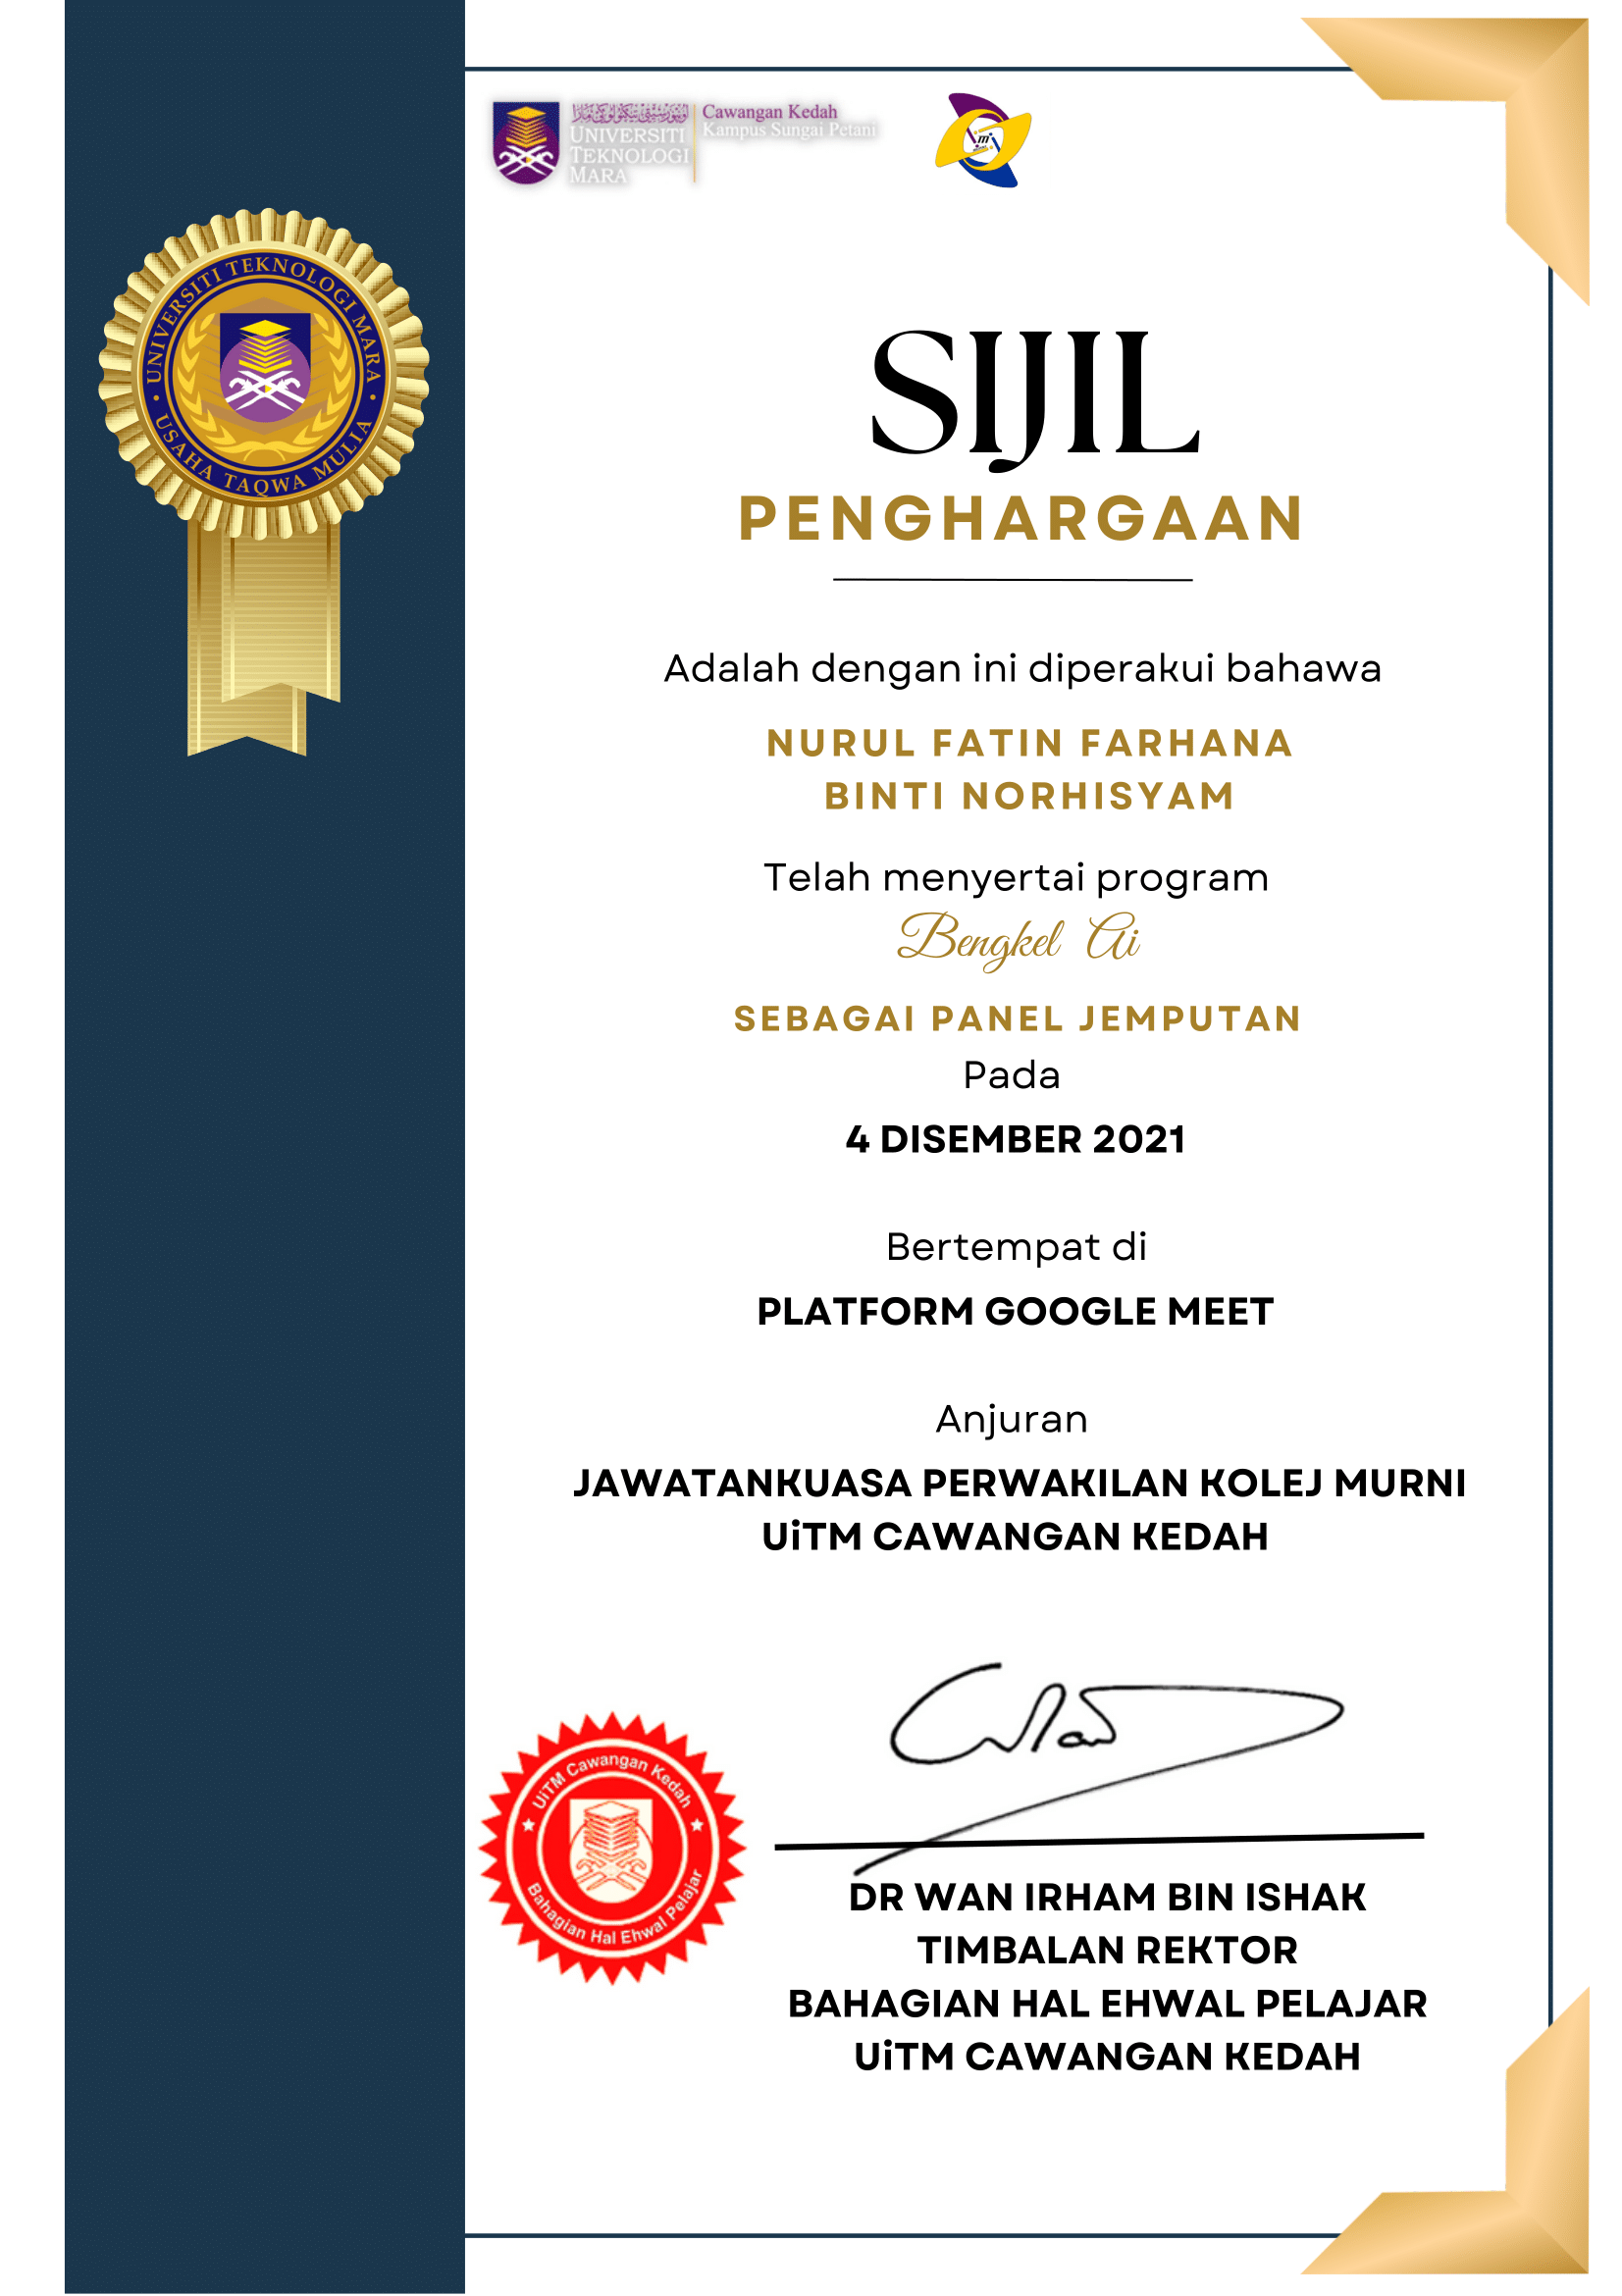 UNIVERSITI
TEKNOLOGI
MARA
Cawangan Kedah
Kampus Sungai Petani
UNIVERSITI TEKNOLOGI MARA
USAHA TAQWA MULIA
SIJIL
PENGHARGAAN
Adalah dengan ini diperakui bahawa
NURUL FATIN FARHANA
BINTI NORHISYAM
Telah menyertai program
Bengkel Ai
SEBAGAI PANEL JEMPUTAN
Pada
4 DISEMBER 2021
Bertempat di
PLATFORM GOOGLE MEET
Anjuran
JAWATANKUASA PERWAKILAN KOLEJ MURNI
UiTM CAWANGAN KEDAH
UiTM Cawangan Kedah
Bahagian Hal Ehwal Pelajar
DR WAN IRHAM BIN ISHAK
TIMBALAN REKTOR
BAHAGIAN HAL EHWAL PELAJAR
UiTM CAWANGAN KEDAH